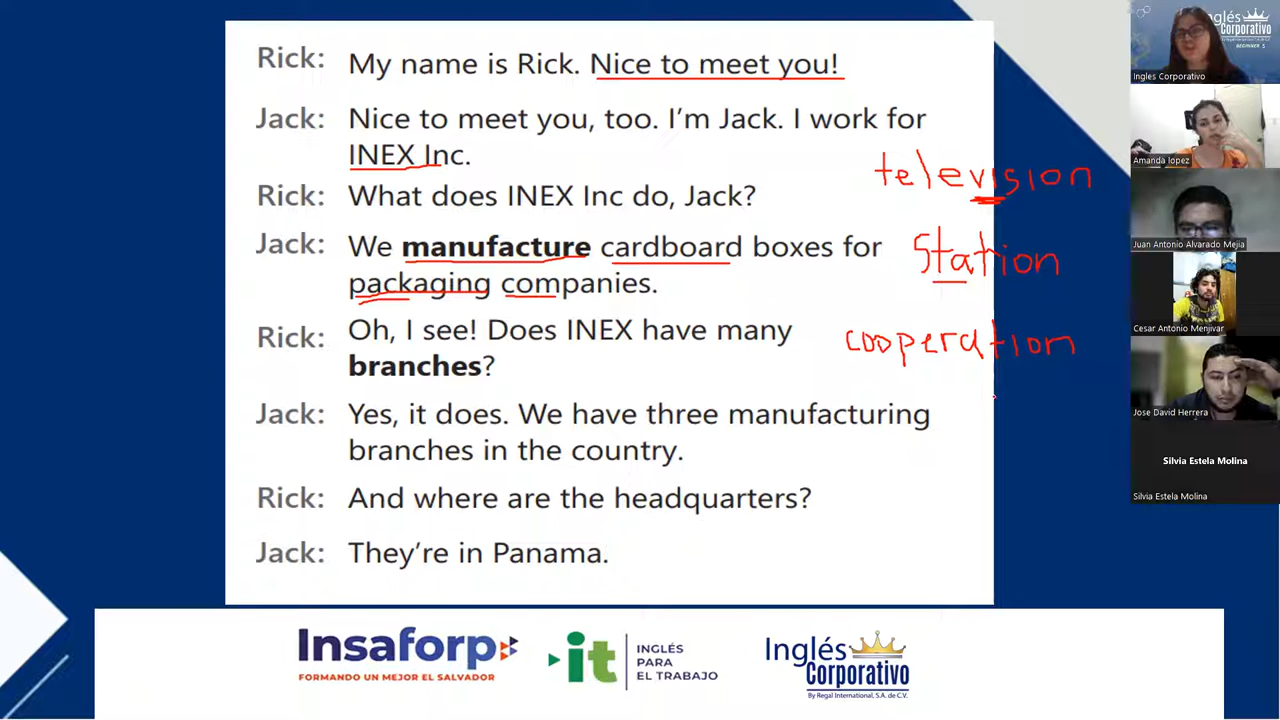 Rick: My name is Rick. Nice to meet you!
Jack: Nice to meet you, too. I'm Jack. I work for
INEX Inc.
Rick: What does INEX Inc do, Jack?
Jack: We manufacture cardboard boxes for
packaging companies.
Rick: Oh, I see! Does INEX have many
branches?
Jack: Yes, it does. We have three manufacturing
branches in the country.
Rick: And where are the headquarters?
Jack: They're in Panama.
television
Station
cooperation
Insaforp
FORMANDO UN MEJOR EL SALVADOR
it
INGLÉS
PARA
EL TRABAJO
Inglés
Corporativo
By Regal International, S.A. de C.V.
Inglés
Corporativo
BEGINNER 5
Ingles Corporativo
Amanda lopez
Juan Antonio Alvarado Mejia
Cesar Antonio Menjivar
Jose David Herrera
Silvia Estela Molina
Silvia Estela Molina